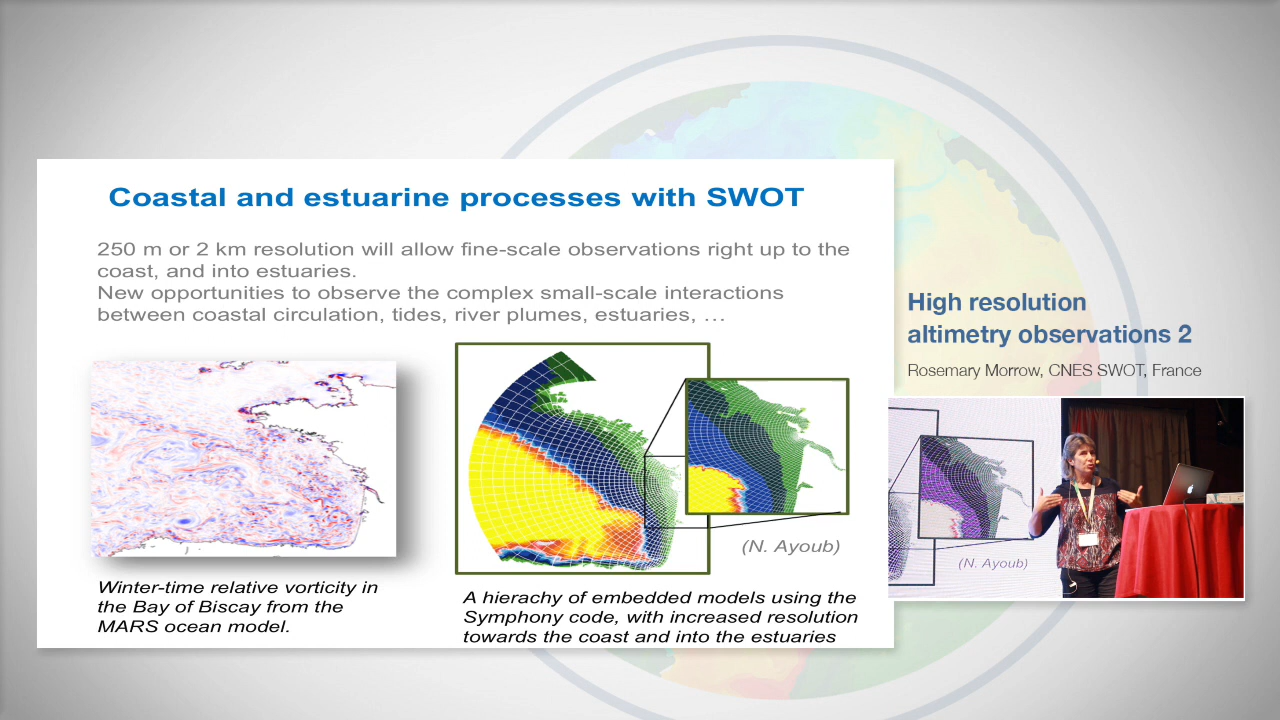 Coastal and estuarine processes with SWOT
250 m or 2 km resolution will allow fine-scale observations right up to the
coast, and into estuaries.
New opportunities to observe the complex small-scale interactions
between coastal circulation, tides, river plumes, estuaries, …
(N. Ayoub)
Winter-time relative vorticity in
the Bay of Biscay from the
MARS ocean model.
A hierachy of embedded models using the
Symphony code, with increased resolution
towards the coast and into the estuaries
High resolution
altimetry observations 2
Rosemary Morrow, CNES SWOT, France
(N. Ayoub)